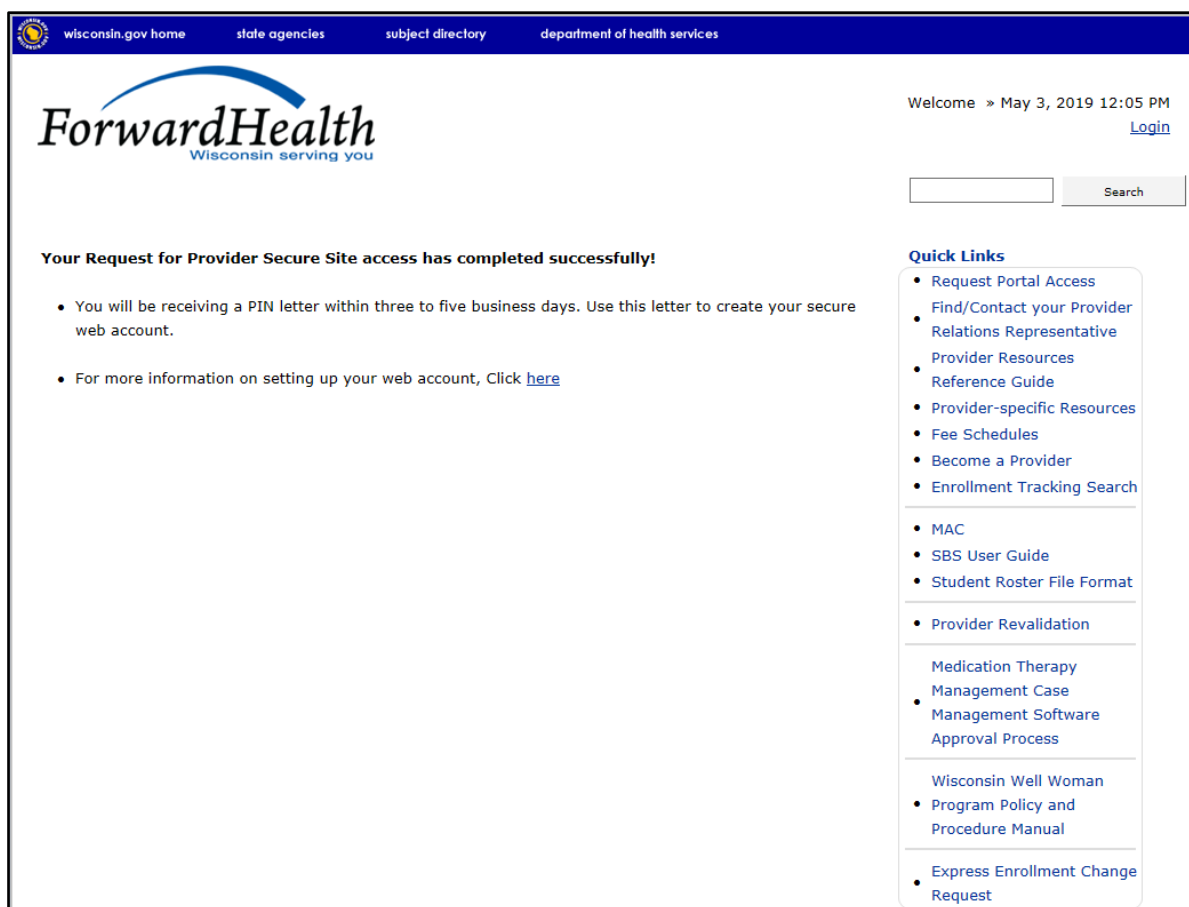 wisconsin.gov home state agencies subject directory department of health services
ForwardHealth
Wisconsin serving you
Welcome » May 3, 2019 12:05 PM
Login
Search
Your Request for Provider Secure Site access has completed successfully!
• You will be receiving a PIN letter within three to five business days. Use this letter to create your secure
web account.
• For more information on setting up your web account, Click here
Quick Links
• Request Portal Access
• Find/Contact your Provider
Relations Representative
• Provider Resources
Reference Guide
• Provider-specific Resources
• Fee Schedules
• Become a Provider
• Enrollment Tracking Search
• MAC
• SBS User Guide
• Student Roster File Format
• Provider Revalidation
• Medication Therapy
Management Case
Management Software
Approval Process
• Wisconsin Well Woman
Program Policy and
Procedure Manual
• Express Enrollment Change
Request